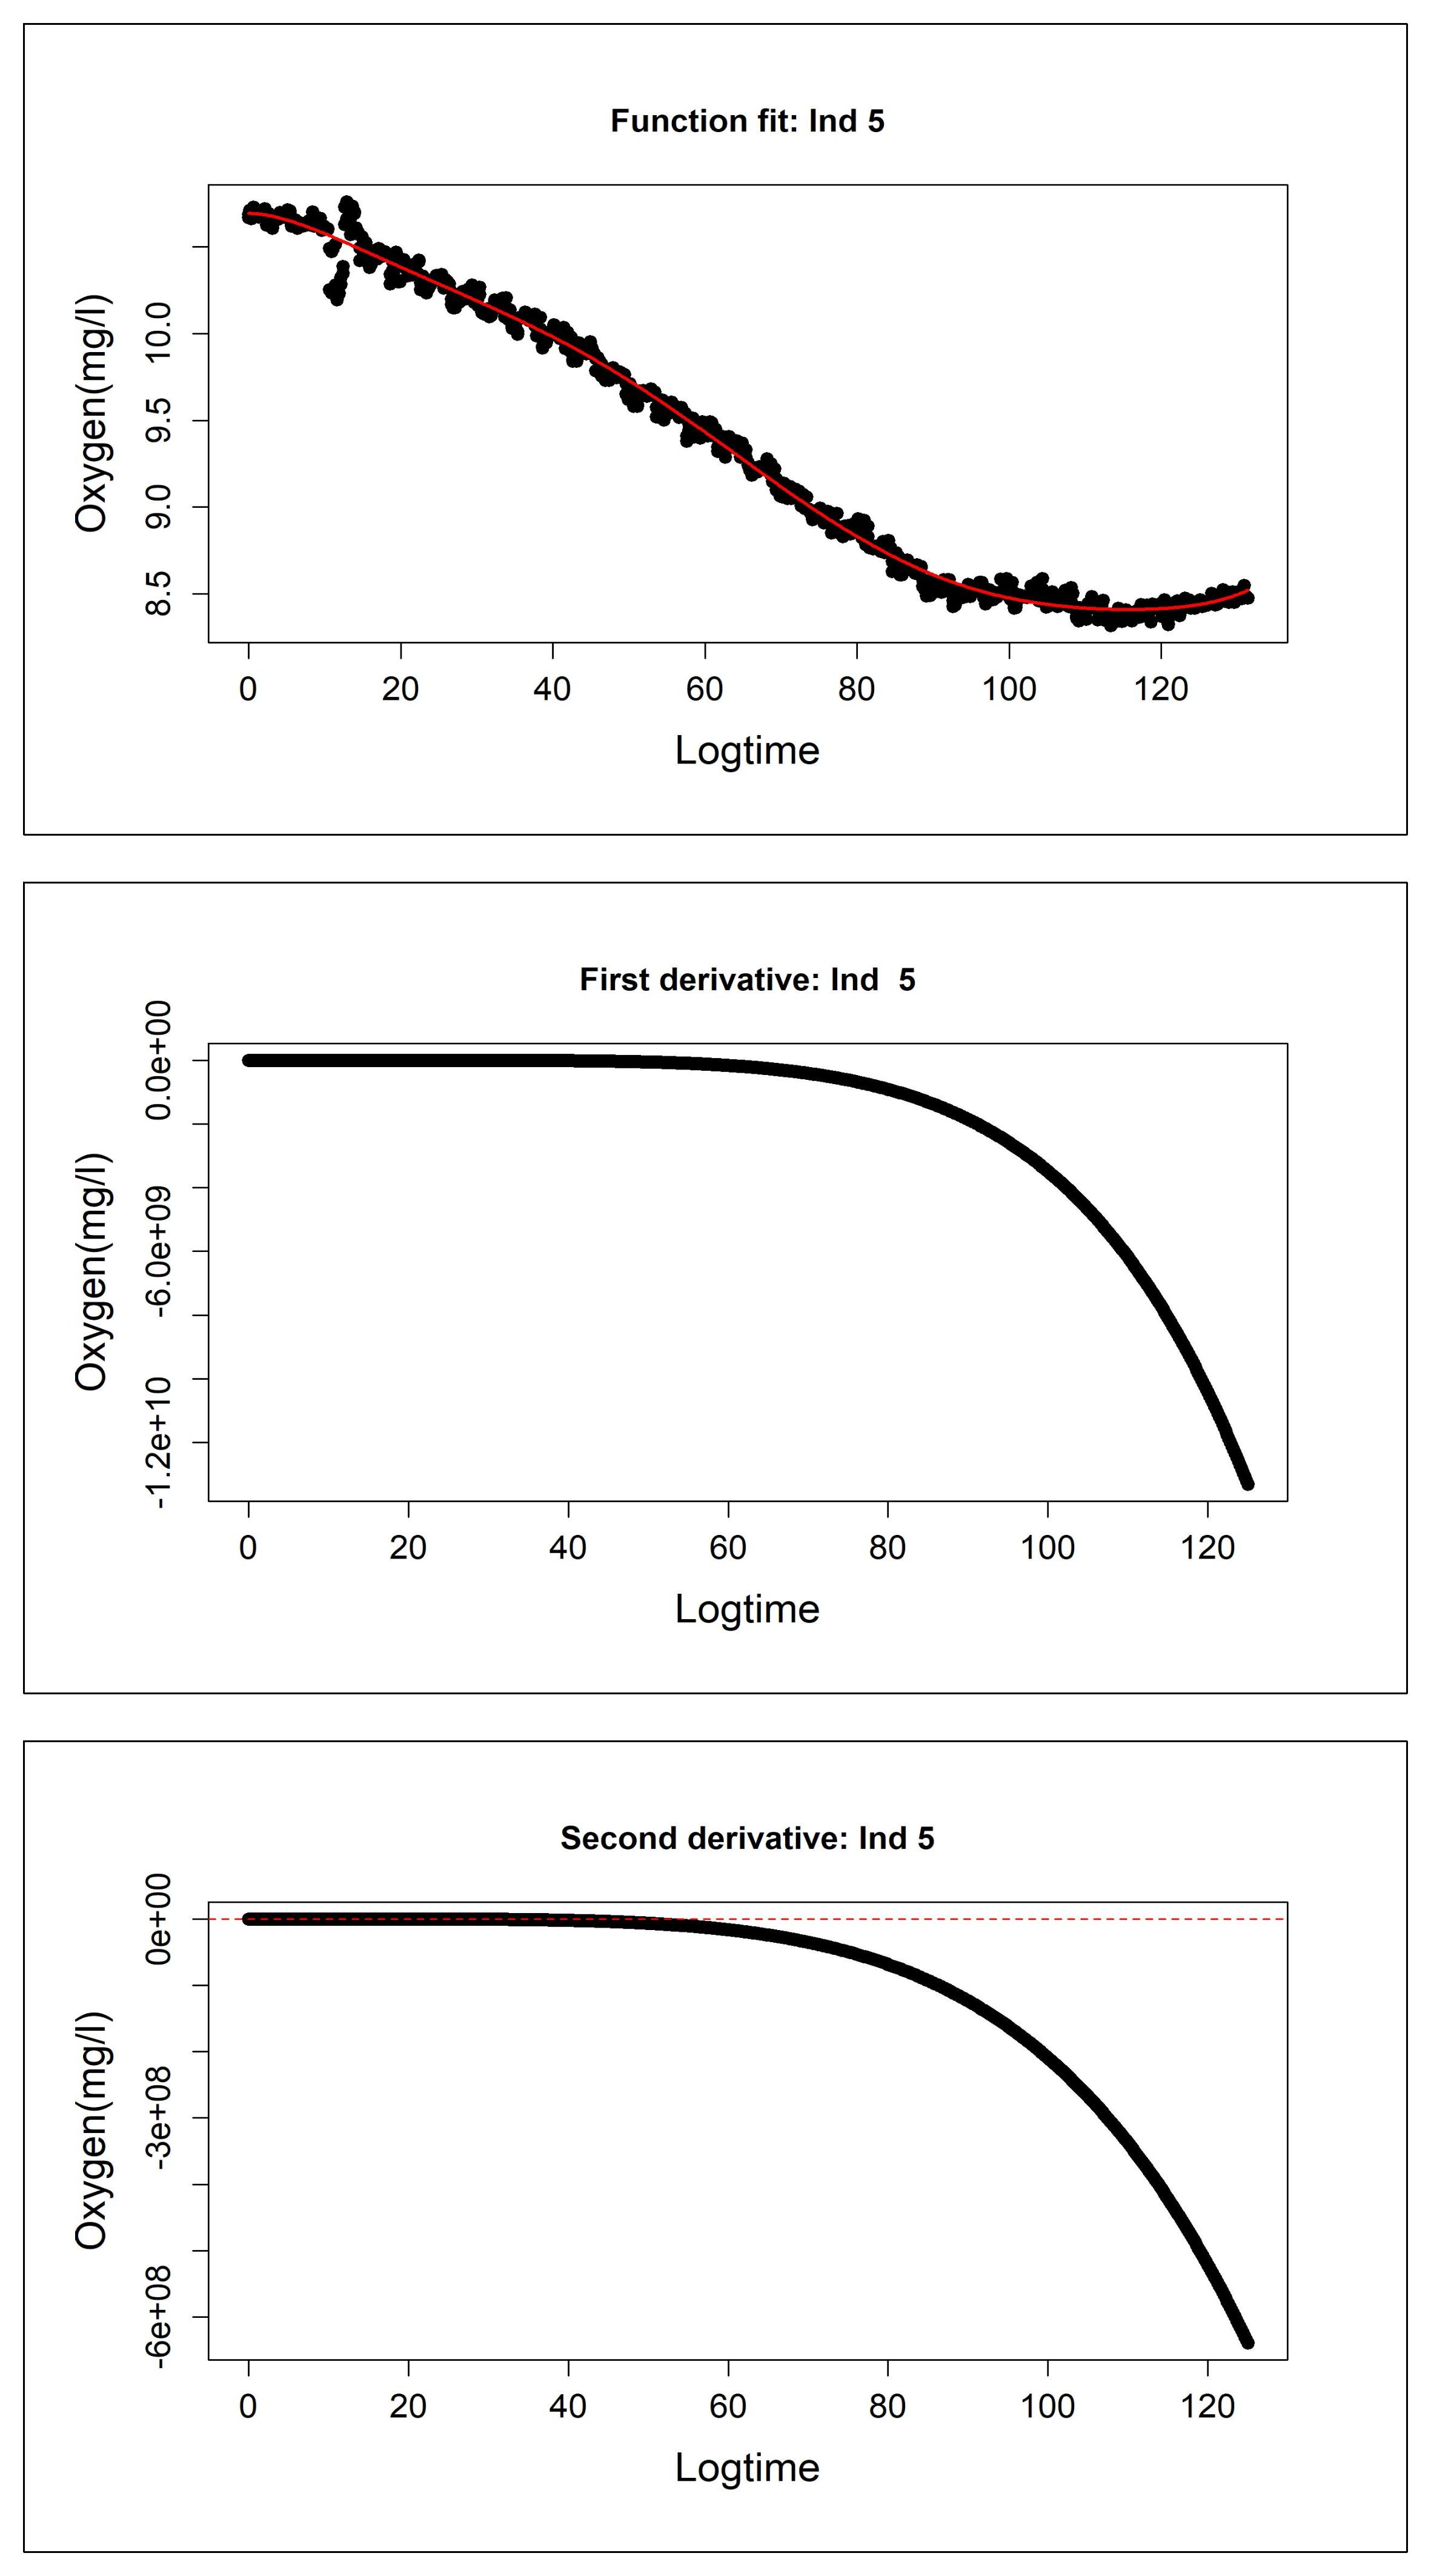 Function fit: Ind 5
Oxygen(mg/l)
10.0
9.5
9.0
8.5
0 20 40 60 80 100 120
Logtime
First derivative: Ind  5
Oxygen(mg/l)
0.0e+00
-6.0e+09
-1.2e+10
0 20 40 60 80 100 120
Logtime
Second derivative: Ind 5
Oxygen(mg/l)
0e+00
-3e+08
-6e+08
0 20 40 60 80 100 120
Logtime